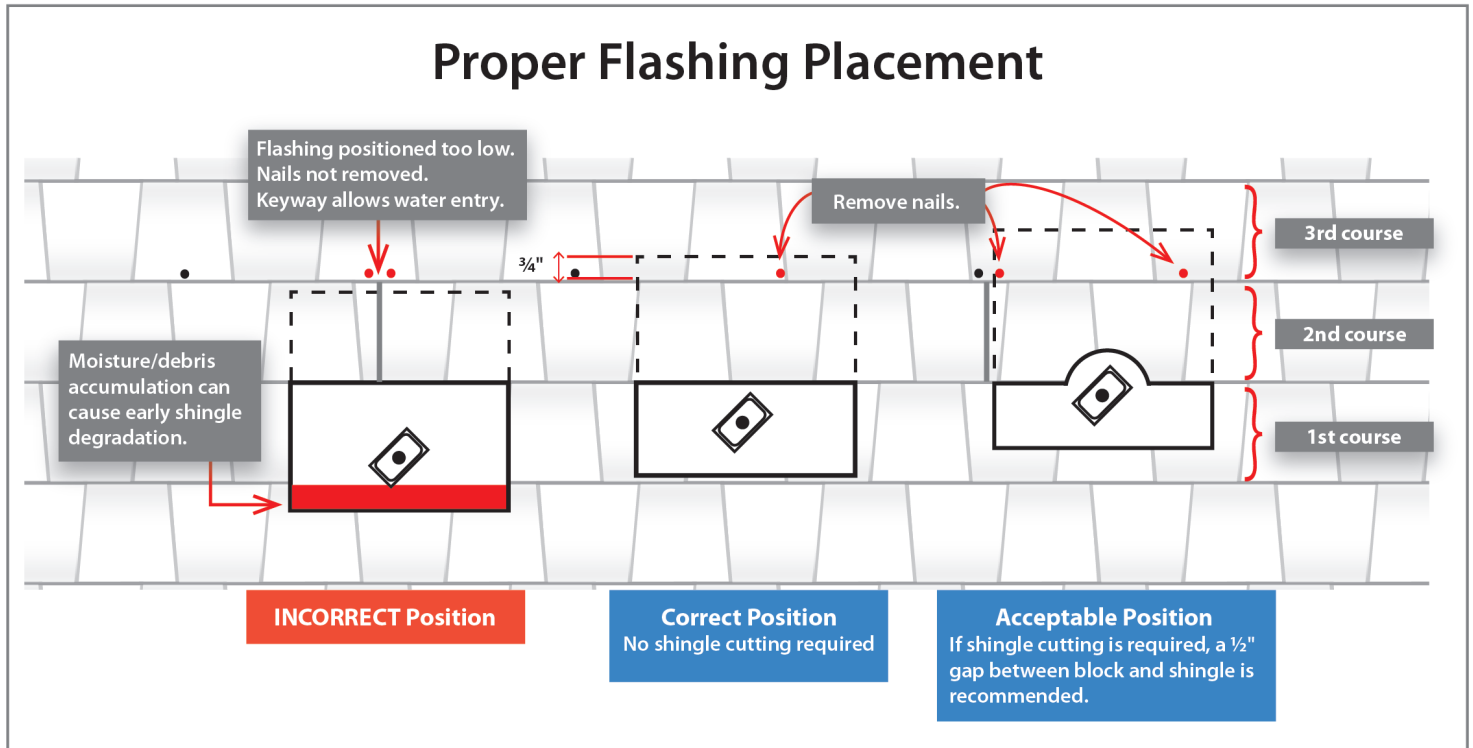 Proper Flashing Placement
Flashing positioned too low.
Nails not removed.
Keyway allows water entry.
Remove nails.
3rd course
¾"
2nd course
Moisture/debris
accumulation can
cause early shingle
degradation.
1st course
INCORRECT Position
Correct Position
No shingle cutting required
Acceptable Position
If shingle cutting is required, a ½"
gap between block and shingle is
recommended.